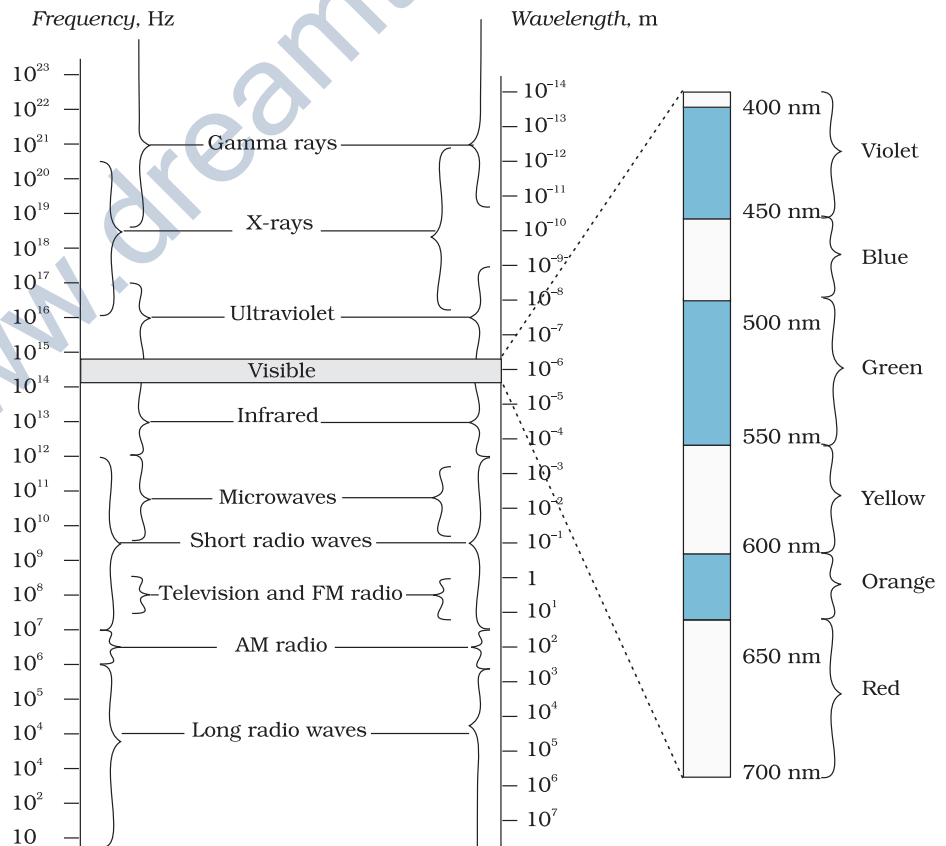 Frequency, Hz
10²³
10²²
10²¹
10²⁰
10¹⁹
10¹⁸
10¹⁷
10¹⁶
10¹⁵
10¹⁴
10¹³
10¹²
10¹¹
10¹⁰
10⁹
10⁸
10⁷
10⁶
10⁵
10⁴
10⁴
10²
10
Gamma rays
X-rays
Ultraviolet
Visible
Infrared
Microwaves
Short radio waves
Television and FM radio
AM radio
Long radio waves
Wavelength, m
10⁻¹⁴
10⁻¹³
10⁻¹²
10⁻¹¹
10⁻¹⁰
10⁻⁹
10⁻⁸
10⁻⁷
10⁻⁶
10⁻⁵
10⁻⁴
10⁻³
10⁻²
10⁻¹
1
10¹
10²
10³
10⁴
10⁵
10⁶
10⁷
400 nm
450 nm
500 nm
550 nm
600 nm
650 nm
700 nm
Violet
Blue
Green
Yellow
Orange
Red
ww.dream